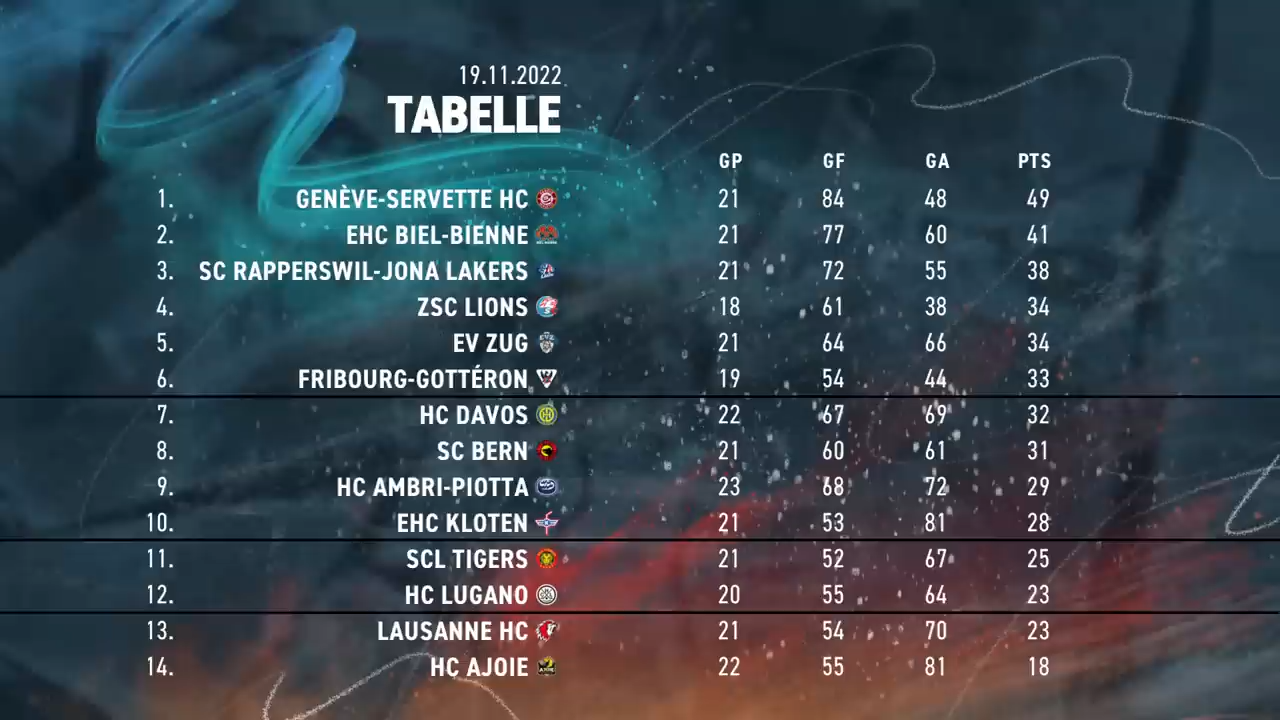 19.11.2022
TABELLE
GP GF GA PTS
1. GENÈVE-SERVETTE HC 21 84 48 49
2. EHC BIEL-BIENNE 21 77 60 41
3. SC RAPPERSWIL-JONA LAKERS 21 72 55 38
4. ZSC LIONS 18 61 38 34
5. EV ZUG 21 64 66 34
6. FRIBOURG-GOTTÉRON 19 54 44 33
7. HC DAVOS 22 67 69 32
8. SC BERN 21 60 61 31
9. HC AMBRI-PIOTTA 23 68 72 29
10. EHC KLOTEN 21 53 81 28
11. SCL TIGERS 21 52 67 25
12. HC LUGANO 20 55 64 23
13. LAUSANNE HC 21 54 70 23
14. HC AJOIE 22 55 81 18